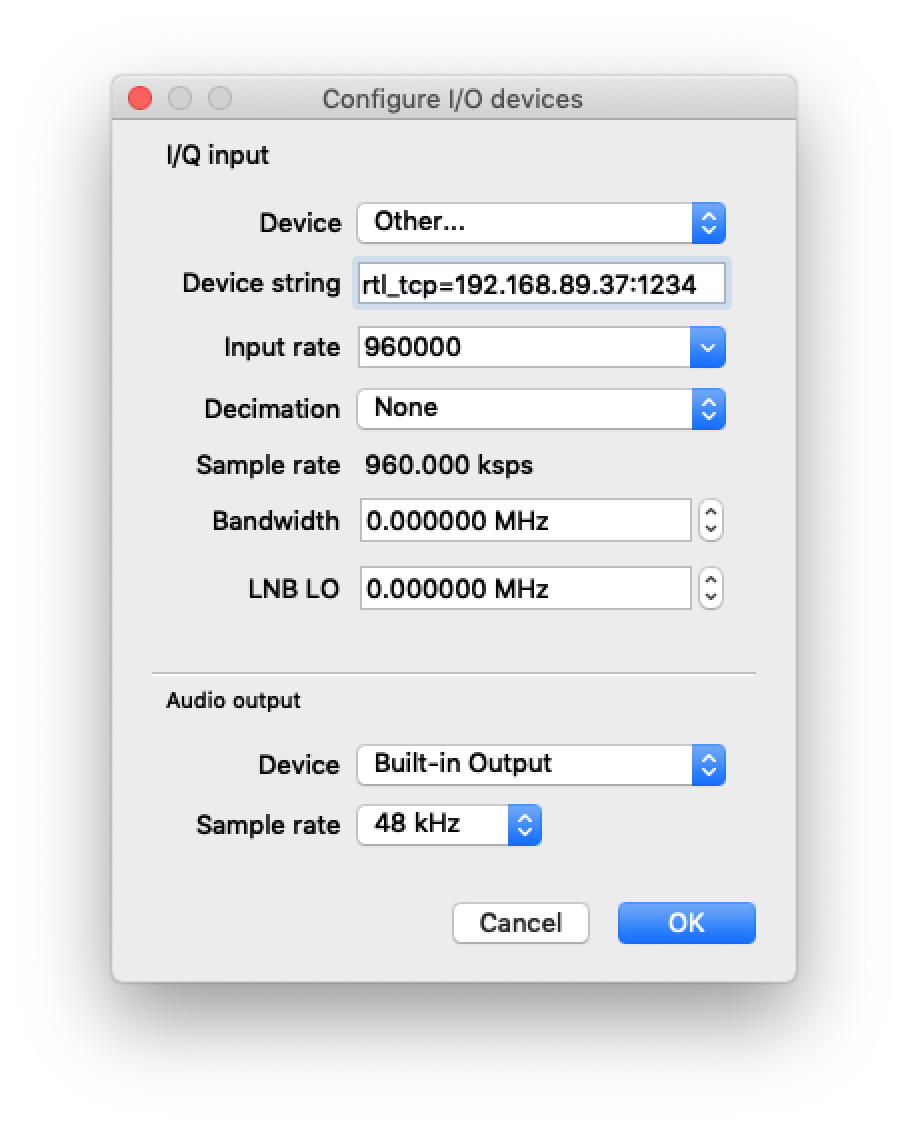 Configure I/O devices
I/Q input
Device Other...
Device string rtl_tcp=192.168.89.37:1234
Input rate 960000
Decimation None
Sample rate 960.000 ksps
Bandwidth 0.000000 MHz
LNB LO 0.000000 MHz
Audio output
Device Built-in Output
Sample rate 48 kHz
Cancel OK